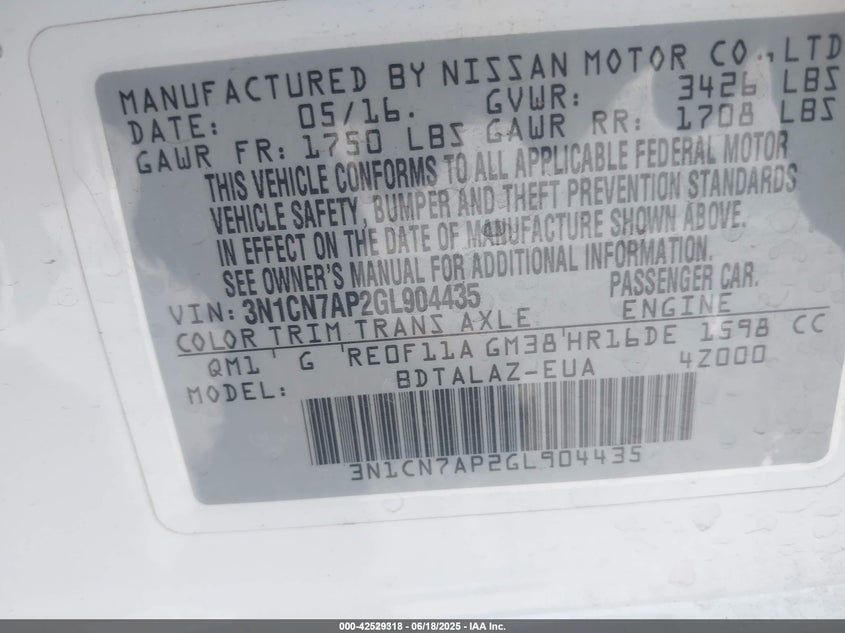 MANUFACTURED BY NISSAN MOTOR CO.,LTD
DATE: 05/16. GVWR: 3426 LBS
GAWR FR: 1750 LBS GAWR RR: 1708 LBS
THIS VEHICLE CONFORMS TO ALL APPLICABLE FEDERAL MOTOR
VEHICLE SAFETY, BUMPER AND THEFT PREVENTION STANDARDS
IN EFFECT ON THE DATE OF MANUFACTURE SHOWN ABOVE.
SEE OWNER'S MANUAL FOR ADDITIONAL INFORMATION.
VIN: 3N1CN7AP2GL904435 PASSENGER CAR.
COLOR TRIM TRANS AXLE ENGINE
QM1 G RE0F11A GM38 HR16DE 1598 CC
MODEL: BDTALAZ-EUA 4Z000
3N1CN7AP2GL904435
000-42529318 - 06/18/2025 - IAA Inc.